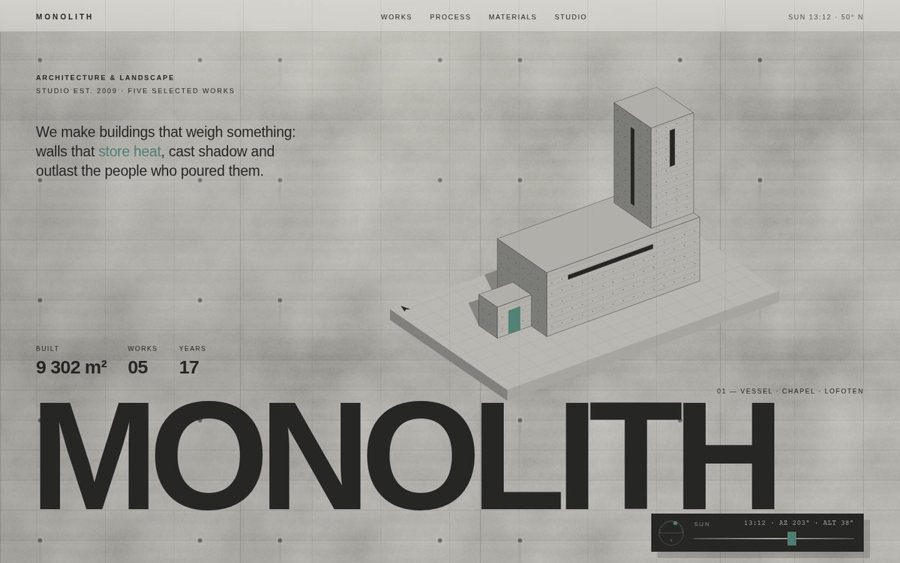 MONOLITH
WORKS PROCESS MATERIALS STUDIO
SUN 13:12 · 50° N
ARCHITECTURE & LANDSCAPE
STUDIO EST. 2009 · FIVE SELECTED WORKS
We make buildings that weigh something:
walls that store heat, cast shadow and
outlast the people who poured them.
BUILT WORKS YEARS
9 302 m² 05 17
01 — VESSEL · CHAPEL · LOFOTEN
MONOLITH
SUN 13:12 · AZ 203° · ALT 38°